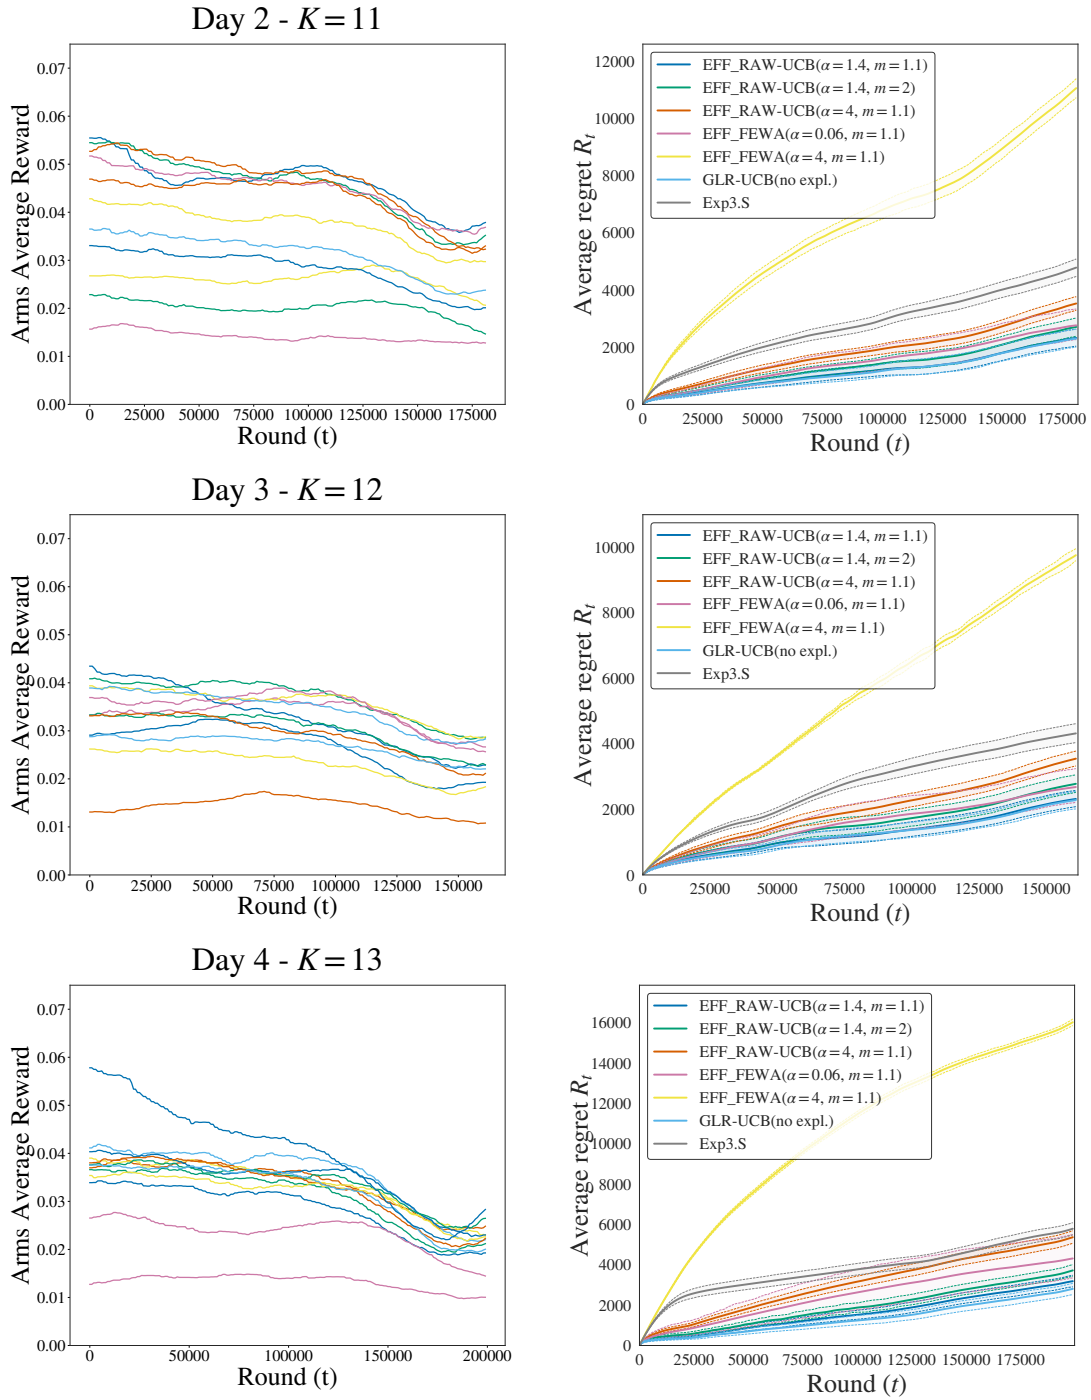 Day 2 - K = 11
Arms Average Reward
0.07
0.06
0.05
0.04
0.03
0.02
0.01
0.00
0 25000 50000 75000 100000 125000 150000 175000
Round (t)
Average regret R_t
12000
10000
8000
6000
4000
2000
0
EFF_RAW-UCB(α=1.4, m=1.1)
EFF_RAW-UCB(α=1.4, m=2)
EFF_RAW-UCB(α=4, m=1.1)
EFF_FEWA(α=0.06, m=1.1)
EFF_FEWA(α=4, m=1.1)
GLR-UCB(no expl.)
Exp3.S
0 25000 50000 75000 100000 125000 150000 175000
Round (t)
Day 3 - K = 12
Arms Average Reward
0.07
0.06
0.05
0.04
0.03
0.02
0.01
0.00
0 25000 50000 75000 100000 125000 150000
Round (t)
Average regret R_t
10000
8000
6000
4000
2000
0
EFF_RAW-UCB(α=1.4, m=1.1)
EFF_RAW-UCB(α=1.4, m=2)
EFF_RAW-UCB(α=4, m=1.1)
EFF_FEWA(α=0.06, m=1.1)
EFF_FEWA(α=4, m=1.1)
GLR-UCB(no expl.)
Exp3.S
0 25000 50000 75000 100000 125000 150000
Round (t)
Day 4 - K = 13
Arms Average Reward
0.07
0.06
0.05
0.04
0.03
0.02
0.01
0.00
0 50000 100000 150000 200000
Round (t)
Average regret R_t
16000
14000
12000
10000
8000
6000
4000
2000
0
EFF_RAW-UCB(α=1.4, m=1.1)
EFF_RAW-UCB(α=1.4, m=2)
EFF_RAW-UCB(α=4, m=1.1)
EFF_FEWA(α=0.06, m=1.1)
EFF_FEWA(α=4, m=1.1)
GLR-UCB(no expl.)
Exp3.S
0 25000 50000 75000 100000 125000 150000 175000
Round (t)